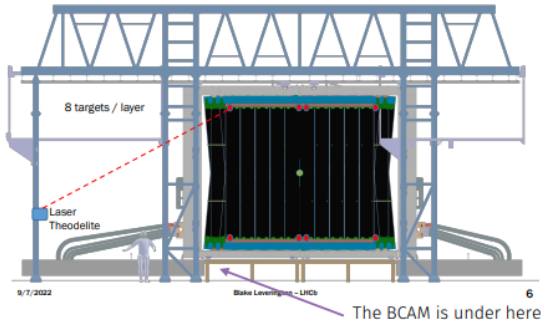 8 targets / layer
Laser
Theodelite
9/7/2022
Blake Leverington – LHCb
6
The BCAM is under here